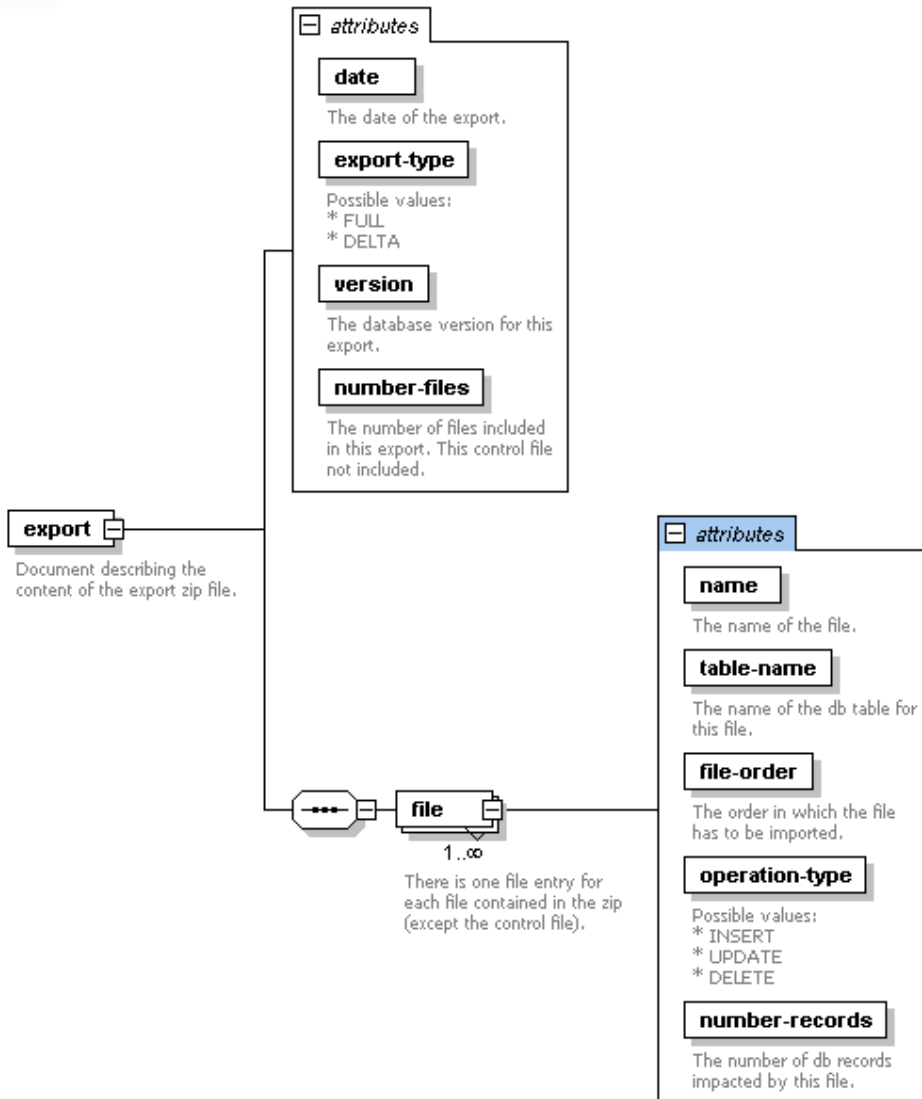 attributes
date
The date of the export.
export-type
Possible values:
* FULL
* DELTA
version
The database version for this
export.
number-files
The number of files included
in this export. This control file
not included.
export
Document describing the
content of the export zip file.
file
1..∞
There is one file entry for
each file contained in the zip
(except the control file).
attributes
name
The name of the file.
table-name
The name of the db table for
this file.
file-order
The order in which the file
has to be imported.
operation-type
Possible values:
* INSERT
* UPDATE
* DELETE
number-records
The number of db records
impacted by this file.